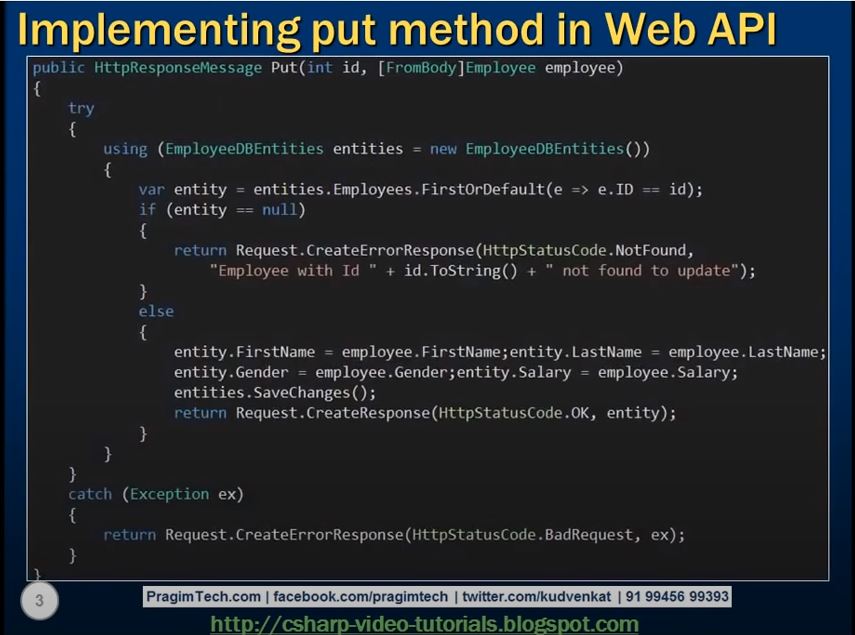 Implementing put method in Web API
public HttpResponseMessage Put(int id, [FromBody]Employee employee)
{
    try
    {
        using (EmployeeDBEntities entities = new EmployeeDBEntities())
        {
            var entity = entities.Employees.FirstOrDefault(e => e.ID == id);
            if (entity == null)
            {
                return Request.CreateErrorResponse(HttpStatusCode.NotFound,
                    "Employee with Id " + id.ToString() + " not found to update");
            }
            else
            {
                entity.FirstName = employee.FirstName;entity.LastName = employee.LastName;
                entity.Gender = employee.Gender;entity.Salary = employee.Salary;
                entities.SaveChanges();
                return Request.CreateResponse(HttpStatusCode.OK, entity);
            }
        }
    }
    catch (Exception ex)
    {
        return Request.CreateErrorResponse(HttpStatusCode.BadRequest, ex);
    }
}
3
PragimTech.com | facebook.com/pragimtech | twitter.com/kudvenkat | 91 99456 99393
http://csharp-video-tutorials.blogspot.com